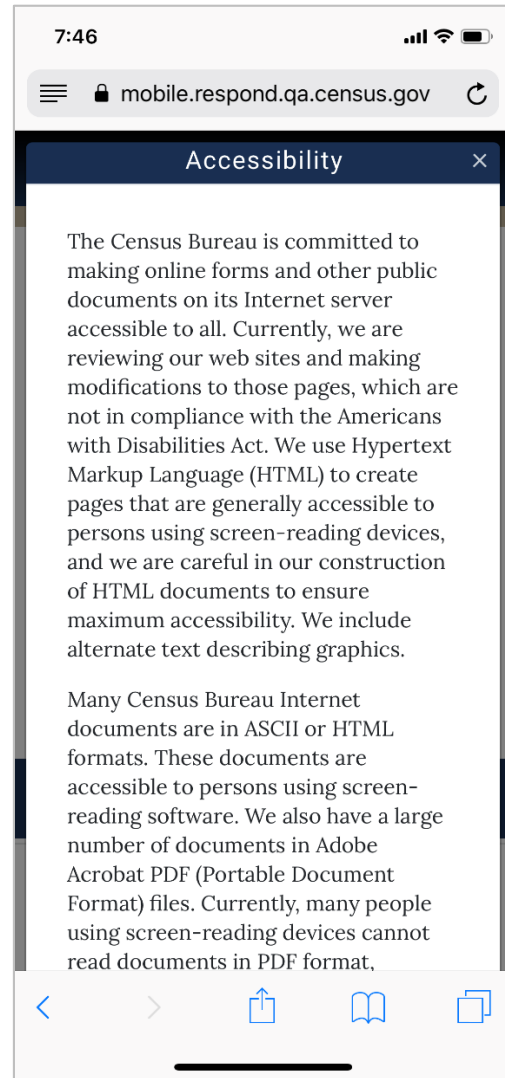 7:46
mobile.respond.qa.census.gov
Accessibility
The Census Bureau is committed to
making online forms and other public
documents on its Internet server
accessible to all. Currently, we are
reviewing our web sites and making
modifications to those pages, which are
not in compliance with the Americans
with Disabilities Act. We use Hypertext
Markup Language (HTML) to create
pages that are generally accessible to
persons using screen-reading devices,
and we are careful in our construction
of HTML documents to ensure
maximum accessibility. We include
alternate text describing graphics.
Many Census Bureau Internet
documents are in ASCII or HTML
formats. These documents are
accessible to persons using screen-
reading software. We also have a large
number of documents in Adobe
Acrobat PDF (Portable Document
Format) files. Currently, many people
using screen-reading devices cannot
read documents in PDF format,